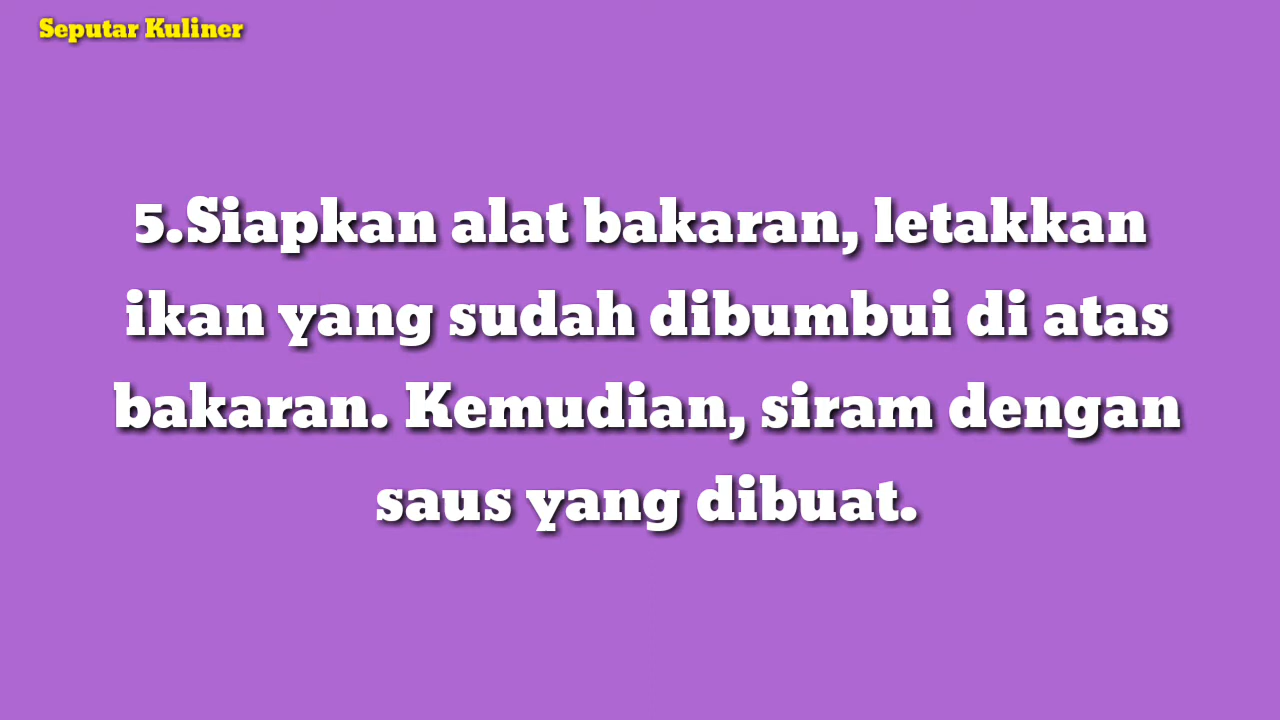 Seputar Kuliner
5.Siapkan alat bakaran, letakkan
ikan yang sudah dibumbui di atas
bakaran. Kemudian, siram dengan
saus yang dibuat.